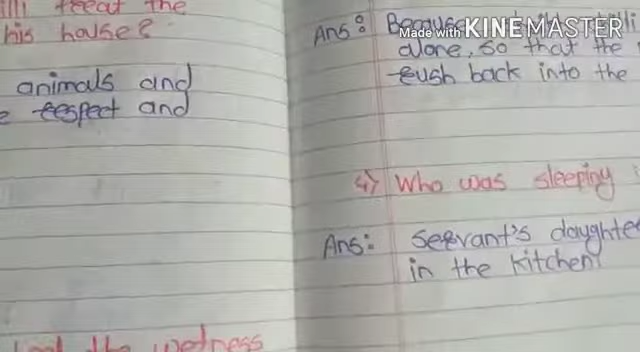 treat the
his house?
animals and
respect and
the wetness
Ans:
alone. so that the
rush back into the
4) Who was sleeping
Ans: Servant's daughter
in the kitchen
Made with KINEMASTER